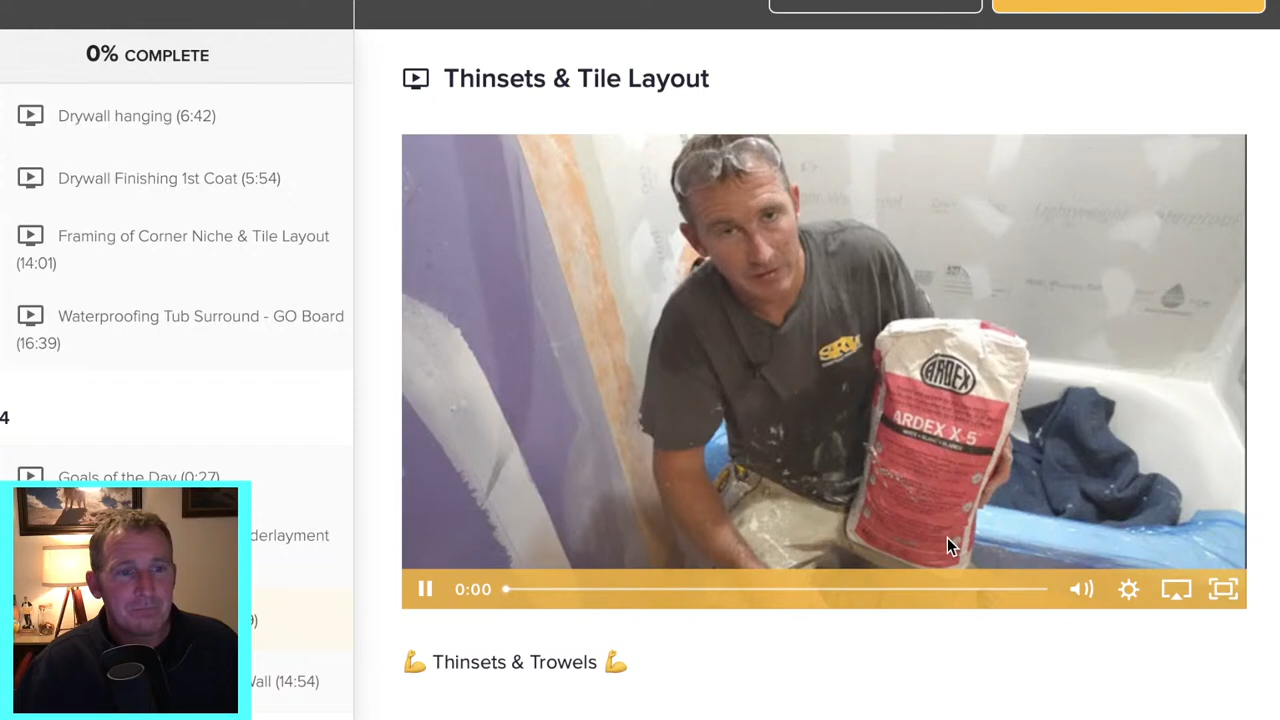 0% COMPLETE
Drywall hanging (6:42)
Drywall Finishing 1st Coat (5:54)
Framing of Corner Niche & Tile Layout
(14:01)
Waterproofing Tub Surround - GO Board
(16:39)
4
Goals of the Day (0:27)
derlayment
9)
Wall (14:54)
Thinsets & Tile Layout
SRW
ARDEX
ARDEX X 5
0:00
💪 Thinsets & Trowels 💪